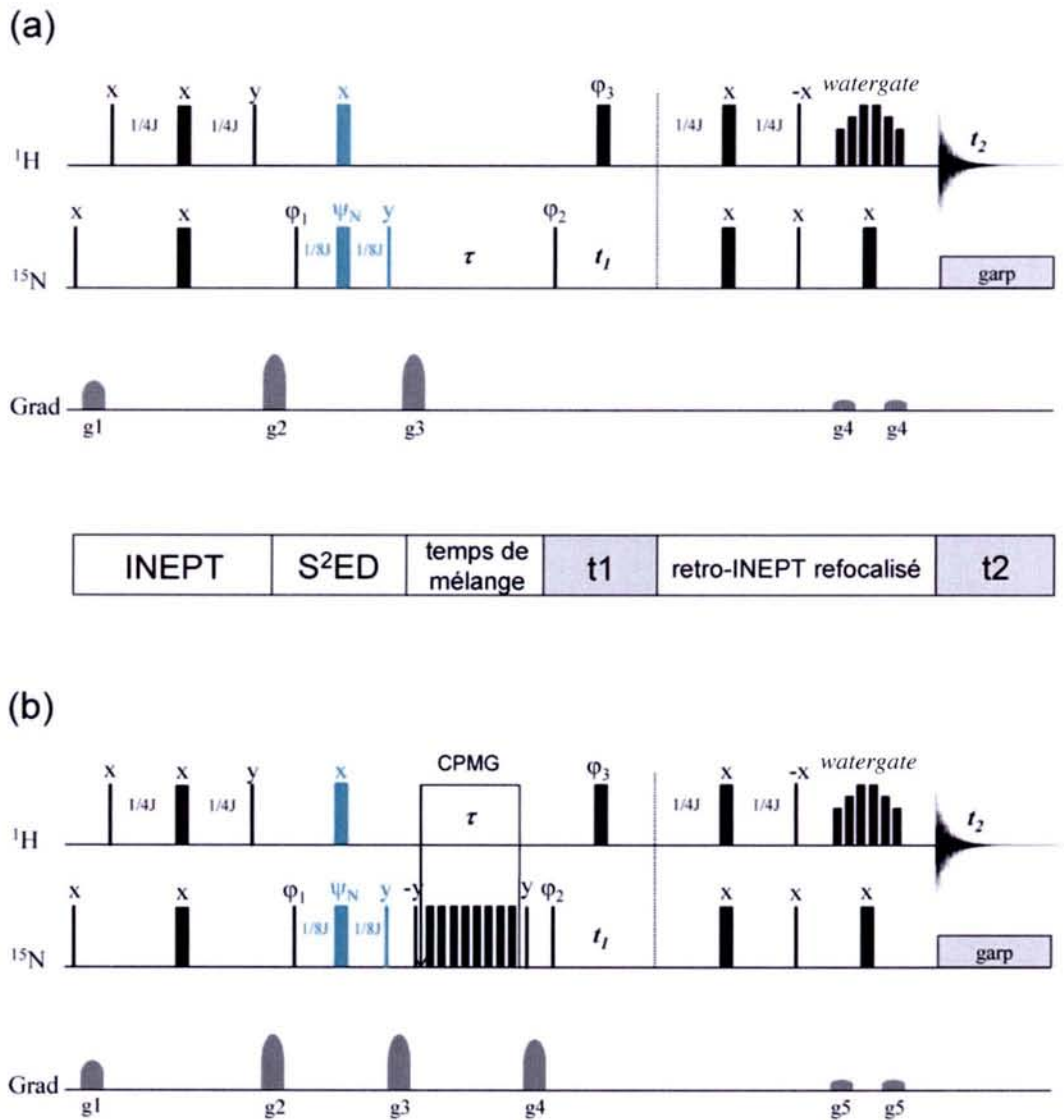 (a)
x x y x φ3 x -x watergate
1/4J 1/4J 1/4J 1/4J t2
¹H
x x φ1 ψN y φ2 x x x
1/8J 1/8J τ t1
¹⁵N garp
Grad
g1 g2 g3 g4 g4
INEPT S²ED temps de mélange t1 retro-INEPT refocalisé t2
(b)
CPMG
x x y x φ3 x -x watergate
1/4J 1/4J τ 1/4J 1/4J t2
¹H
x x φ1 ψN y -y y φ2 x x x
1/8J 1/8J t1
¹⁵N garp
Grad
g1 g2 g3 g4 g5 g5